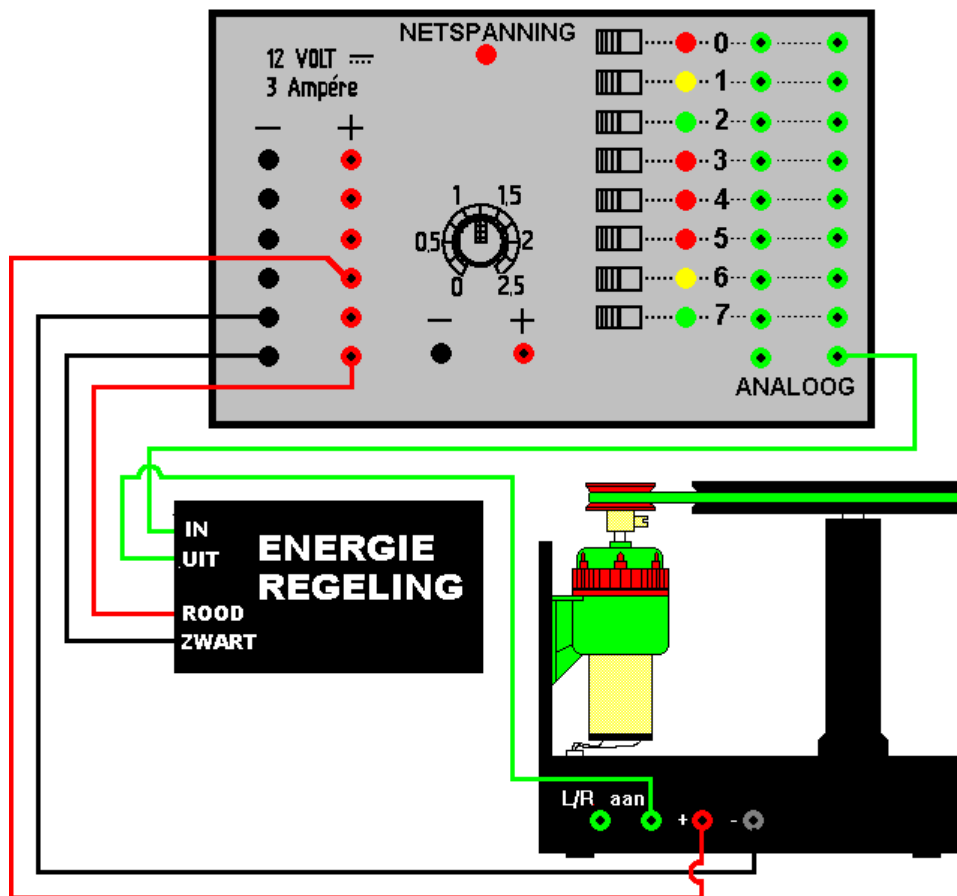 NETSPANNING
12 VOLT
3 Ampére
— +
0
1
2
3
4
5
6
7
1 1,5
0,5 2
0 2,5
— +
ANALOOG
IN
UIT
ROOD
ZWART
ENERGIE
REGELING
L/R aan
+ -